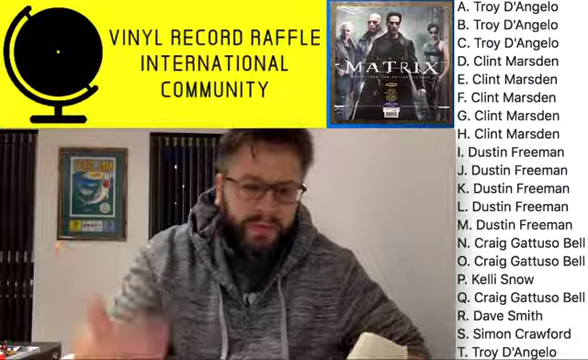 VINYL RECORD RAFFLE
INTERNATIONAL
COMMUNITY
MATRIX
A. Troy D'Angelo
B. Troy D'Angelo
C. Troy D'Angelo
D. Clint Marsden
E. Clint Marsden
F. Clint Marsden
G. Clint Marsden
H. Clint Marsden
I. Dustin Freeman
J. Dustin Freeman
K. Dustin Freeman
L. Dustin Freeman
M. Dustin Freeman
N. Craig Gattuso Bell
O. Craig Gattuso Bell
P. Kelli Snow
Q. Craig Gattuso Bell
R. Dave Smith
S. Simon Crawford
T. Troy D'Angelo